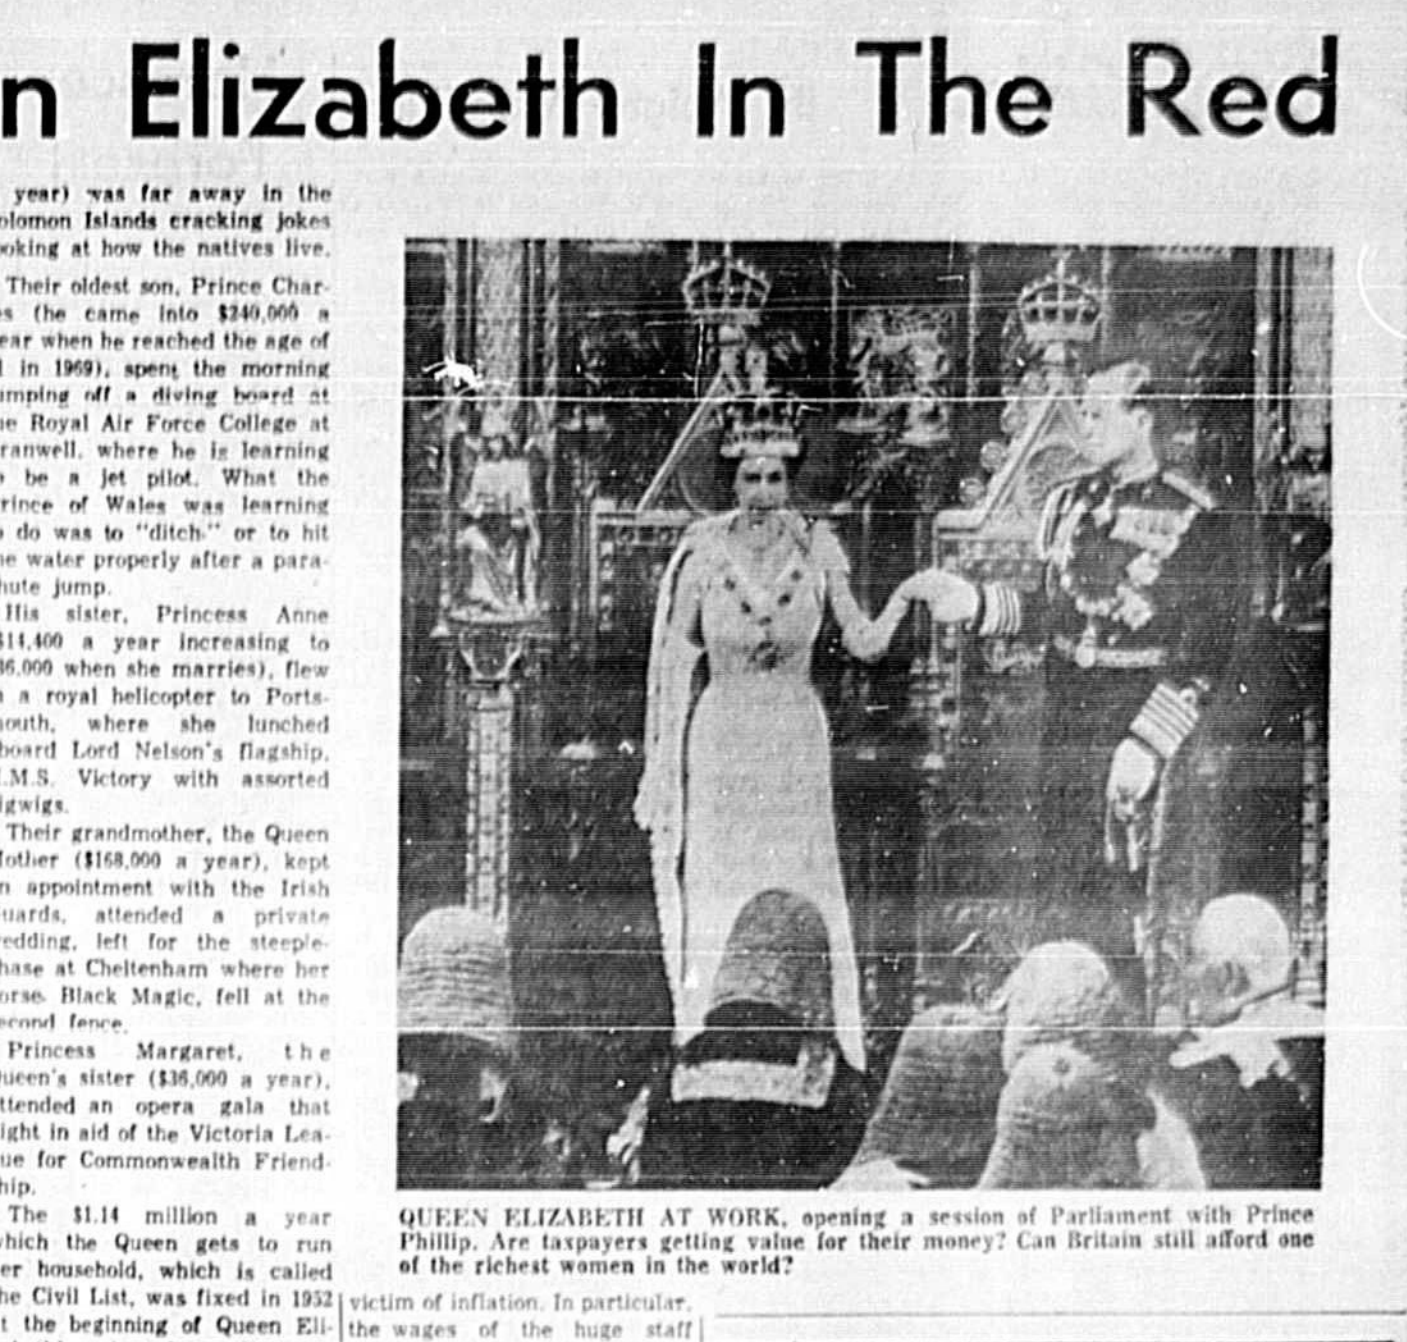 n Elizabeth In The Red
year) was far away in the
olomon Islands cracking jokes
ooking at how the natives live.
Their oldest son, Prince Char-
s (he came into $240,000 a
ear when he reached the age of
in 1969), spent the morning
umping off a diving board at
e Royal Air Force College at
ranwell, where he is learning
be a jet pilot. What the
rince of Wales was learning
do was to "ditch" or to hit
e water properly after a para-
hute jump.
His sister, Princess Anne
$14,400 a year increasing to
36,000 when she marries), flew
a royal helicopter to Ports-
outh, where she lunched
board Lord Nelson's flagship,
.M.S. Victory with assorted
igwigs.
Their grandmother, the Queen
Mother ($168,000 a year), kept
n appointment with the Irish
uards, attended a private
edding, left for the steeple-
hase at Cheltenham where her
orse, Black Magic, fell at the
econd fence.
Princess Margaret, the
ueen's sister ($36,000 a year),
ttended an opera gala that
ight in aid of the Victoria Lea-
ue for Commonwealth Friend-
hip.
The $1.14 million a year
which the Queen gets to run
er household, which is called
he Civil List, was fixed in 1952
t the beginning of Queen Eli-
QUEEN ELIZABETH AT WORK, opening a session of Parliament with Prince
Phillip. Are taxpayers getting value for their money? Can Britain still afford one
of the richest women in the world?
victim of inflation. In particular,
the wages of the huge staff